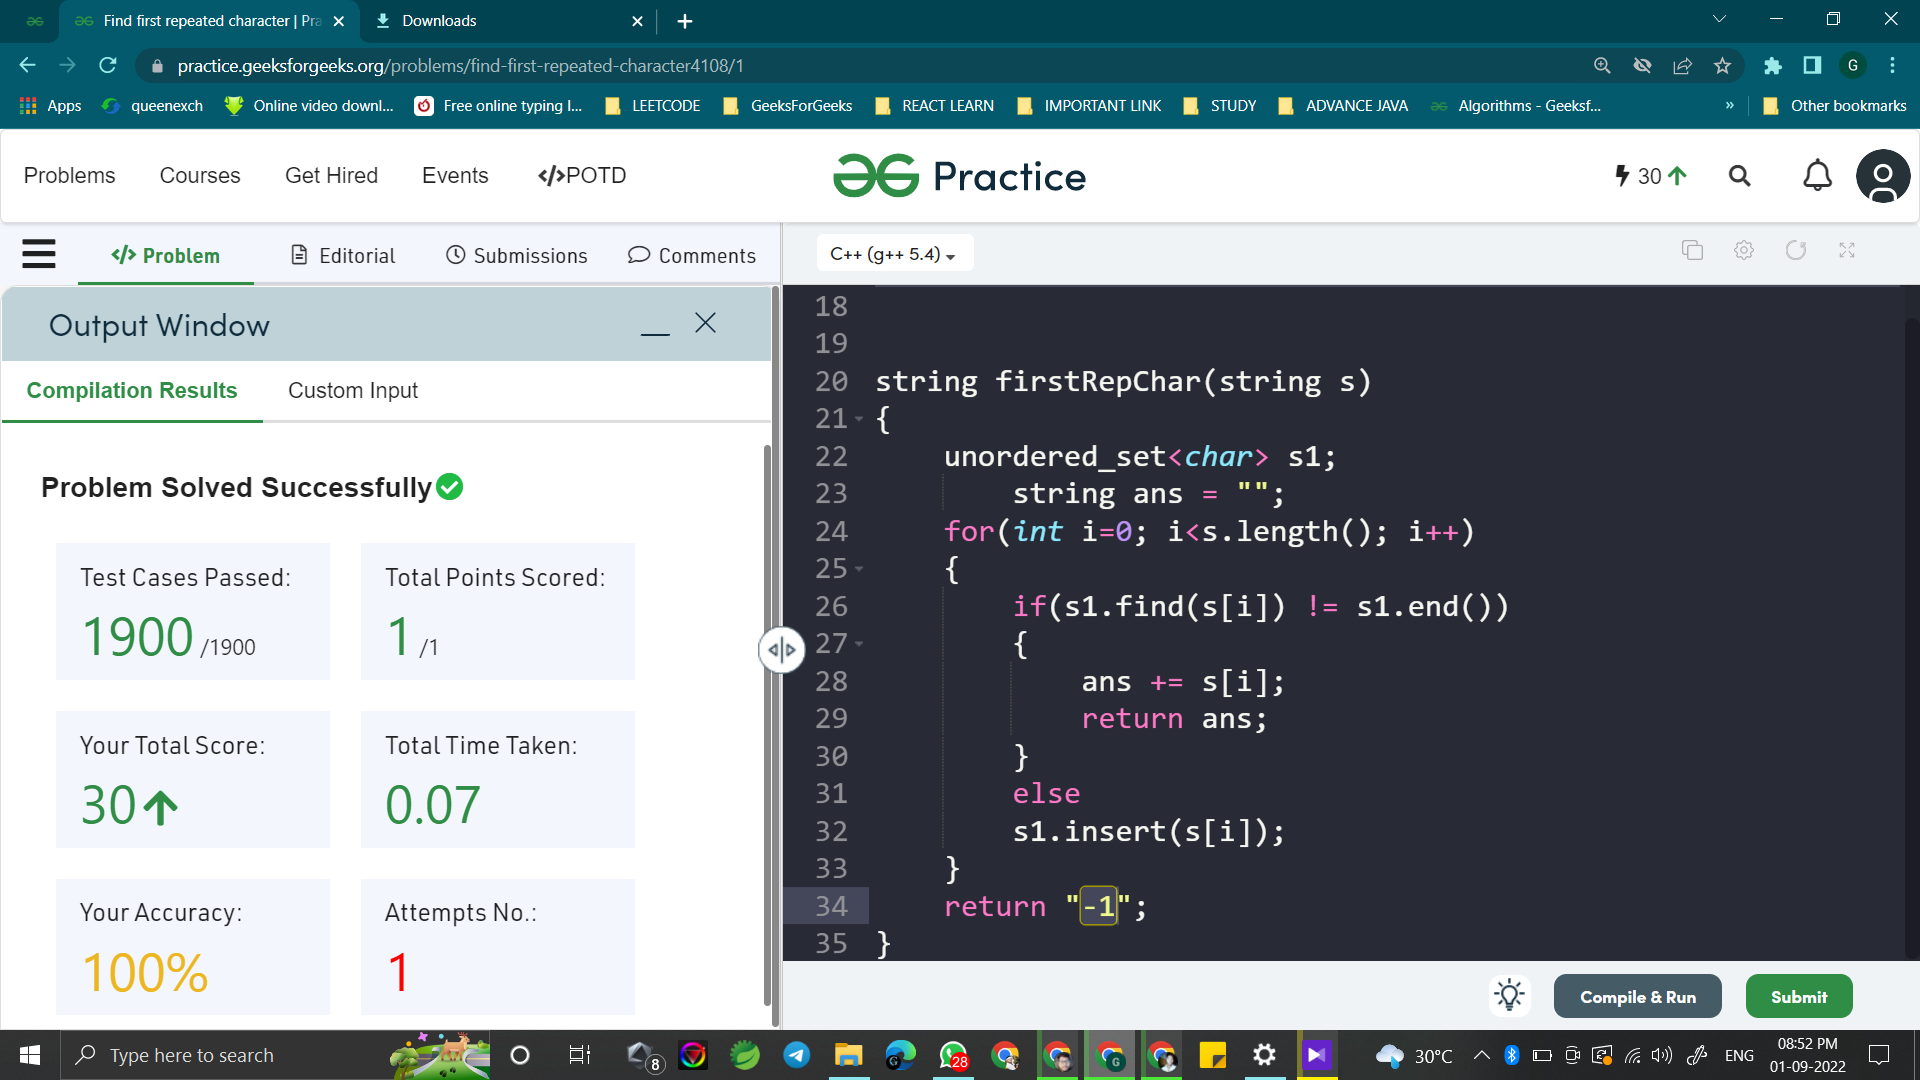 Find first repeated character | Pra
Downloads
practice.geeksforgeeks.org/problems/find-first-repeated-character4108/1
G
Apps
queenexch
Online video downl...
Free online typing I...
LEETCODE
GeeksForGeeks
REACT LEARN
IMPORTANT LINK
STUDY
ADVANCE JAVA
Algorithms - Geeksf...
»
Other bookmarks
Problems
Courses
Get Hired
Events
</>POTD
Practice
30
</> Problem
Editorial
Submissions
Comments
C++ (g++ 5.4)
Output Window
Compilation Results
Custom Input
Problem Solved Successfully
Test Cases Passed:
1900 /1900
Total Points Scored:
1 /1
Your Total Score:
30
Total Time Taken:
0.07
Your Accuracy:
100%
Attempts No.:
1
18
19
20 string firstRepChar(string s)
21 {
22 unordered_set<char> s1;
23 string ans = "";
24 for(int i=0; i<s.length(); i++)
25 {
26 if(s1.find(s[i]) != s1.end())
27 {
28 ans += s[i];
29 return ans;
30 }
31 else
32 s1.insert(s[i]);
33 }
34 return "-1";
35 }
Compile & Run
Submit
Type here to search
8
28
G
30°C
ENG
08:52 PM
01-09-2022